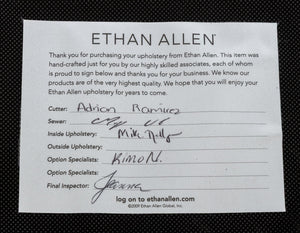 ETHAN ALLEN®
Thank you for purchasing your upholstery from Ethan Allen. This item was
hand-crafted just for you by our highly skilled associates, each of whom
is proud to sign below and thanks you for your business. We know our
products are of the very highest quality. We hope that you will enjoy your
Ethan Allen upholstery for years to come.
Cutter: Adrian Ramirez
Sewer:
Inside Upholstery: Mike
Outside Upholstery:
Option Specialists: Kimo N.
Option Specialists:
Final Inspector:
log on to ethanallen.com
©2009 Ethan Allen Global, Inc.